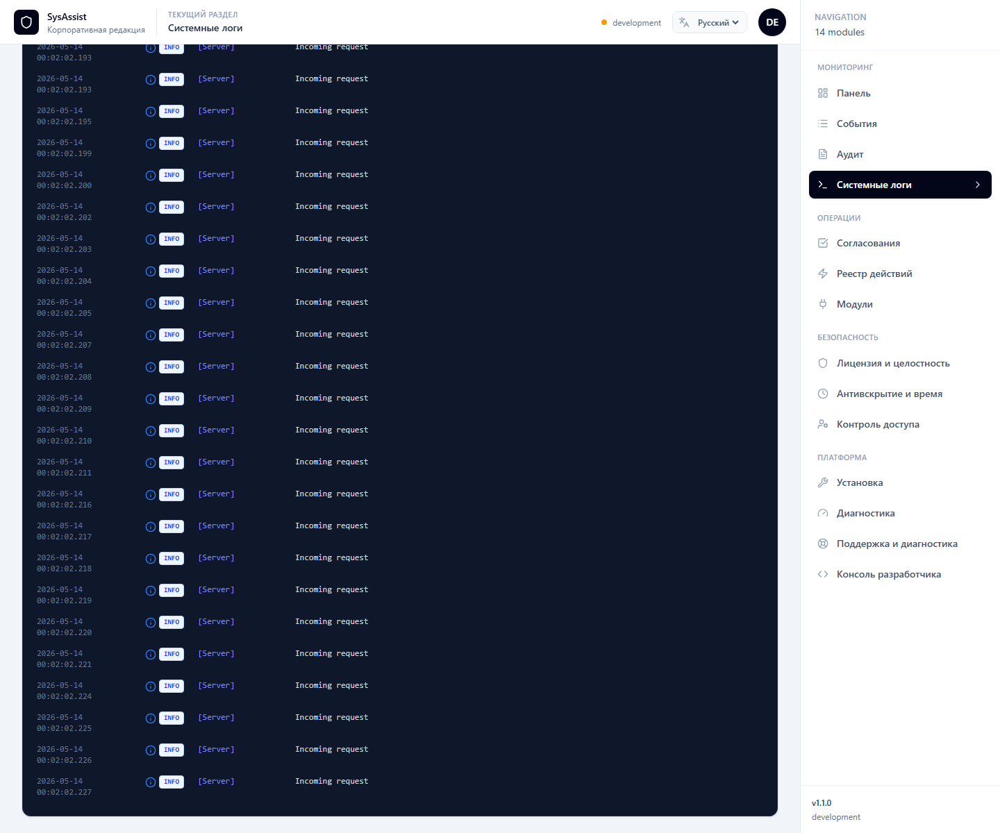 SysAssist
Корпоративная редакция
ТЕКУЩИЙ РАЗДЕЛ
Системные логи
development
Русский
DE
2026-05-14
00:02:02.193
INFO
[Server]
Incoming request
2026-05-14
00:02:02.193
INFO
[Server]
Incoming request
2026-05-14
00:02:02.195
INFO
[Server]
Incoming request
2026-05-14
00:02:02.199
INFO
[Server]
Incoming request
2026-05-14
00:02:02.200
INFO
[Server]
Incoming request
2026-05-14
00:02:02.202
INFO
[Server]
Incoming request
2026-05-14
00:02:02.203
INFO
[Server]
Incoming request
2026-05-14
00:02:02.204
INFO
[Server]
Incoming request
2026-05-14
00:02:02.205
INFO
[Server]
Incoming request
2026-05-14
00:02:02.207
INFO
[Server]
Incoming request
2026-05-14
00:02:02.208
INFO
[Server]
Incoming request
2026-05-14
00:02:02.209
INFO
[Server]
Incoming request
2026-05-14
00:02:02.210
INFO
[Server]
Incoming request
2026-05-14
00:02:02.211
INFO
[Server]
Incoming request
2026-05-14
00:02:02.216
INFO
[Server]
Incoming request
2026-05-14
00:02:02.217
INFO
[Server]
Incoming request
2026-05-14
00:02:02.218
INFO
[Server]
Incoming request
2026-05-14
00:02:02.219
INFO
[Server]
Incoming request
2026-05-14
00:02:02.220
INFO
[Server]
Incoming request
2026-05-14
00:02:02.221
INFO
[Server]
Incoming request
2026-05-14
00:02:02.224
INFO
[Server]
Incoming request
2026-05-14
00:02:02.225
INFO
[Server]
Incoming request
2026-05-14
00:02:02.226
INFO
[Server]
Incoming request
2026-05-14
00:02:02.227
INFO
[Server]
Incoming request
NAVIGATION
14 modules
МОНИТОРИНГ
Панель
События
Аудит
Системные логи
ОПЕРАЦИИ
Согласования
Реестр действий
Модули
БЕЗОПАСНОСТЬ
Лицензия и целостность
Антивскрытие и время
Контроль доступа
ПЛАТФОРМА
Установка
Диагностика
Поддержка и диагностика
Консоль разработчика
v1.1.0
development